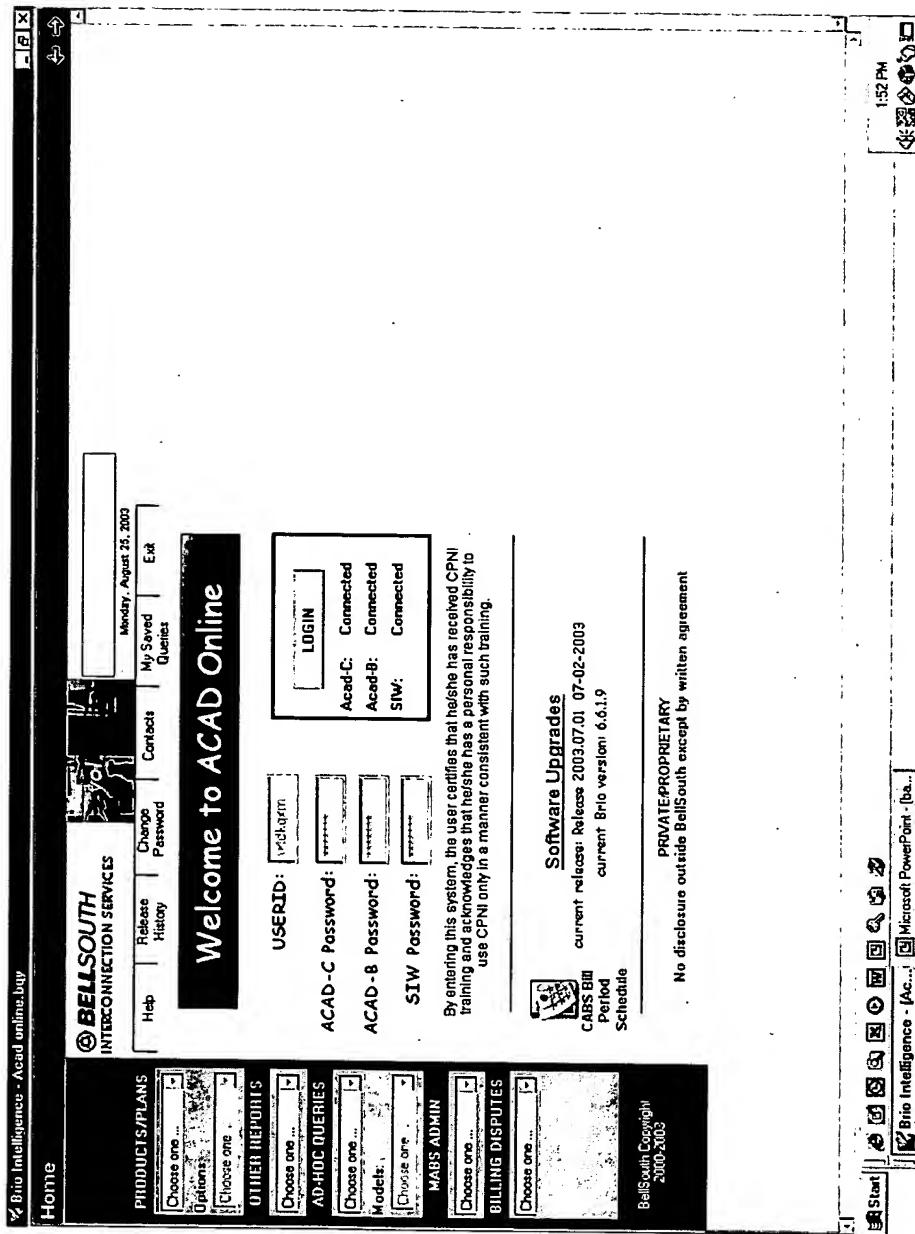 Brio Intelligence - Acad online.bqy
Home
BELLSOUTH
INTERCONNECTION SERVICES
Monday, August 25, 2003
Help
Release History
Change Password
Contacts
My Saved Queries
Exit
PRODUCTS/PLANS
Choose one ...
Options:
Choose one
OTHER REPORTS
Choose one ...
AD-HOC QUERIES
Choose one ...
Models:
Choose one
MABS ADMIN
Choose one ...
BILLING DISPUTES
Choose one ...
BellSouth Copyright
2000-2003
Welcome to ACAD Online
USERID:
ACAD-C Password: *******
ACAD-B Password: *******
SIW Password: *******
LOGIN
Acad-C: Connected
Acad-B: Connected
SIW: Connected
By entering this system, the user certifies that he/she has received CPNI
training and acknowledges that he/she has a personal responsibility to
use CPNI only in a manner consistent with such training.
Software Upgrades
current release: Release 2003.07.01 07-02-2003
current Brio version: 6.6.1.9
CABS Bill
Period
Schedule
PRIVATE/PROPRIETARY
No disclosure outside BellSouth except by written agreement
Start
Brio Intelligence - [Ac...
Microsoft PowerPoint - [ba...
1:52 PM